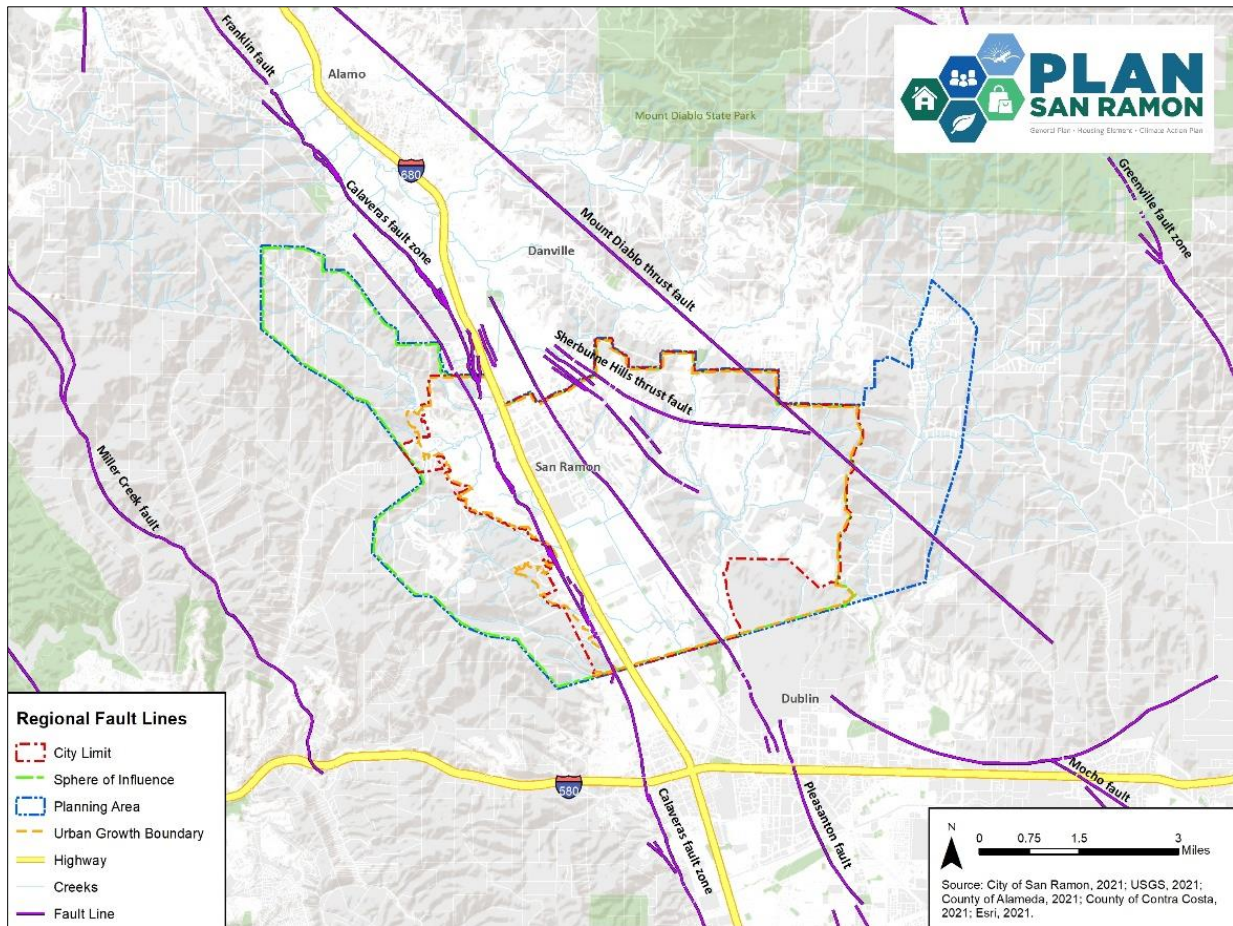 Franklin fault
Alamo
680
Calaveras fault zone
Mount Diablo State Park
PLAN
SAN RAMON
General Plan • Housing Element • Climate Action Plan
Greenville fault zone
Danville
Mount Diablo thrust fault
Sherburne Hills thrust fault
San Ramon
Miller Creek fault
Dublin
Mocho fault
580
Calaveras fault zone
Pleasanton fault
Regional Fault Lines
City Limit
Sphere of Influence
Planning Area
Urban Growth Boundary
Highway
Creeks
Fault Line
N
0 0.75 1.5 3
Miles
Source: City of San Ramon, 2021; USGS, 2021;
County of Alameda, 2021; County of Contra Costa,
2021; Esri, 2021.